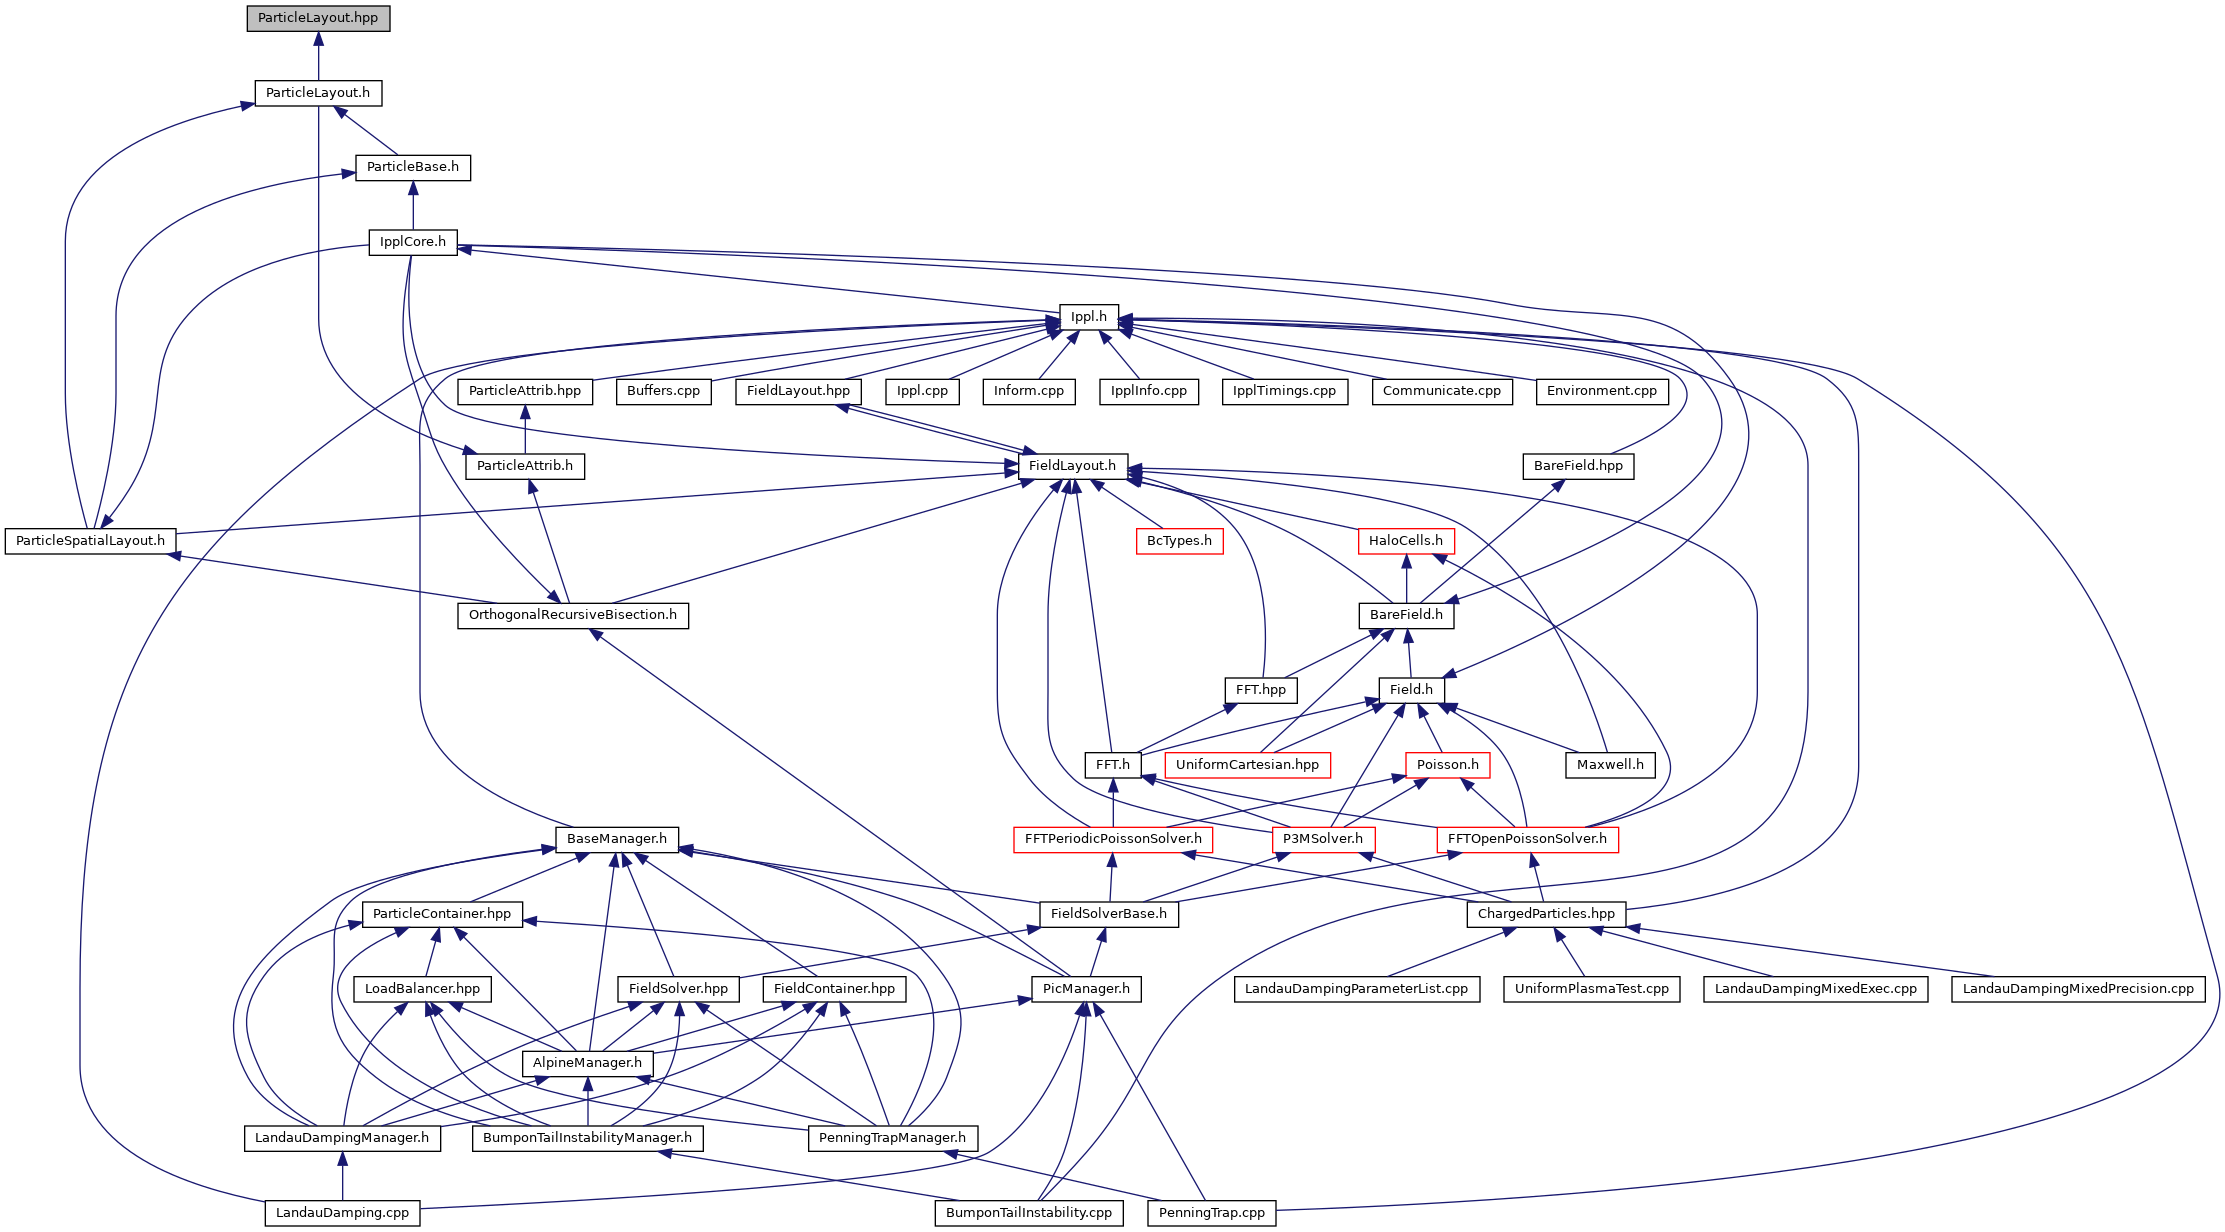 ParticleLayout.hpp
ParticleLayout.h
ParticleBase.h
IpplCore.h
Ippl.h
ParticleAttrib.hpp
Buffers.cpp
FieldLayout.hpp
Ippl.cpp
Inform.cpp
IpplInfo.cpp
IpplTimings.cpp
Communicate.cpp
Environment.cpp
ParticleAttrib.h
FieldLayout.h
BareField.hpp
ParticleSpatialLayout.h
BcTypes.h
HaloCells.h
OrthogonalRecursiveBisection.h
BareField.h
FFT.hpp
Field.h
FFT.h
UniformCartesian.hpp
Poisson.h
Maxwell.h
BaseManager.h
FFTPeriodicPoissonSolver.h
P3MSolver.h
FFTOpenPoissonSolver.h
ParticleContainer.hpp
FieldSolverBase.h
ChargedParticles.hpp
LoadBalancer.hpp
FieldSolver.hpp
FieldContainer.hpp
PicManager.h
LandauDampingParameterList.cpp
UniformPlasmaTest.cpp
LandauDampingMixedExec.cpp
LandauDampingMixedPrecision.cpp
AlpineManager.h
LandauDampingManager.h
BumponTailInstabilityManager.h
PenningTrapManager.h
LandauDamping.cpp
BumponTailInstability.cpp
PenningTrap.cpp